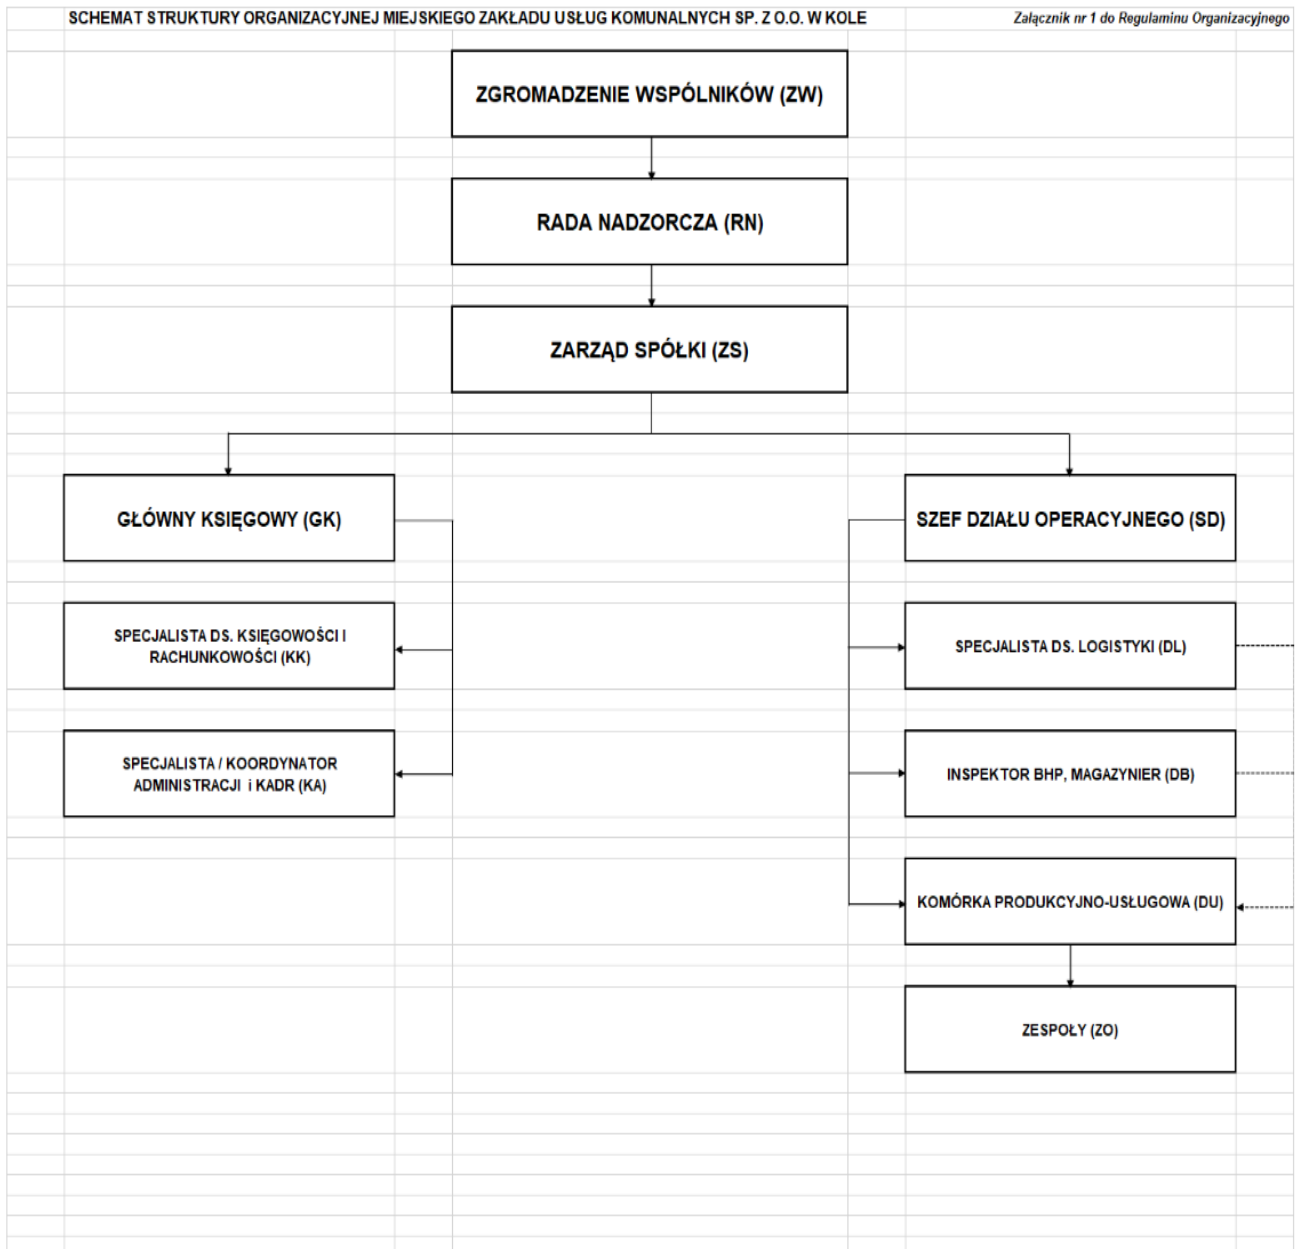 SCHEMAT STRUKTURY ORGANIZACYJNEJ MIEJSKIEGO ZAKŁADU USŁUG KOMUNALNYCH SP. Z O.O. W KOLE
Załącznik nr 1 do Regulaminu Organizacyjnego
ZGROMADZENIE WSPÓLNIKÓW (ZW)
RADA NADZORCZA (RN)
ZARZĄD SPÓŁKI (ZS)
GŁÓWNY KSIĘGOWY (GK)
SZEF DZIAŁU OPERACYJNEGO (SD)
SPECJALISTA DS. KSIĘGOWOŚCI I
RACHUNKOWOŚCI (KK)
SPECJALISTA DS. LOGISTYKI (DL)
SPECJALISTA / KOORDYNATOR
ADMINISTRACJI i KADR (KA)
INSPEKTOR BHP, MAGAZYNIER (DB)
KOMÓRKA PRODUKCYJNO-USŁUGOWA (DU)
ZESPOŁY (ZO)